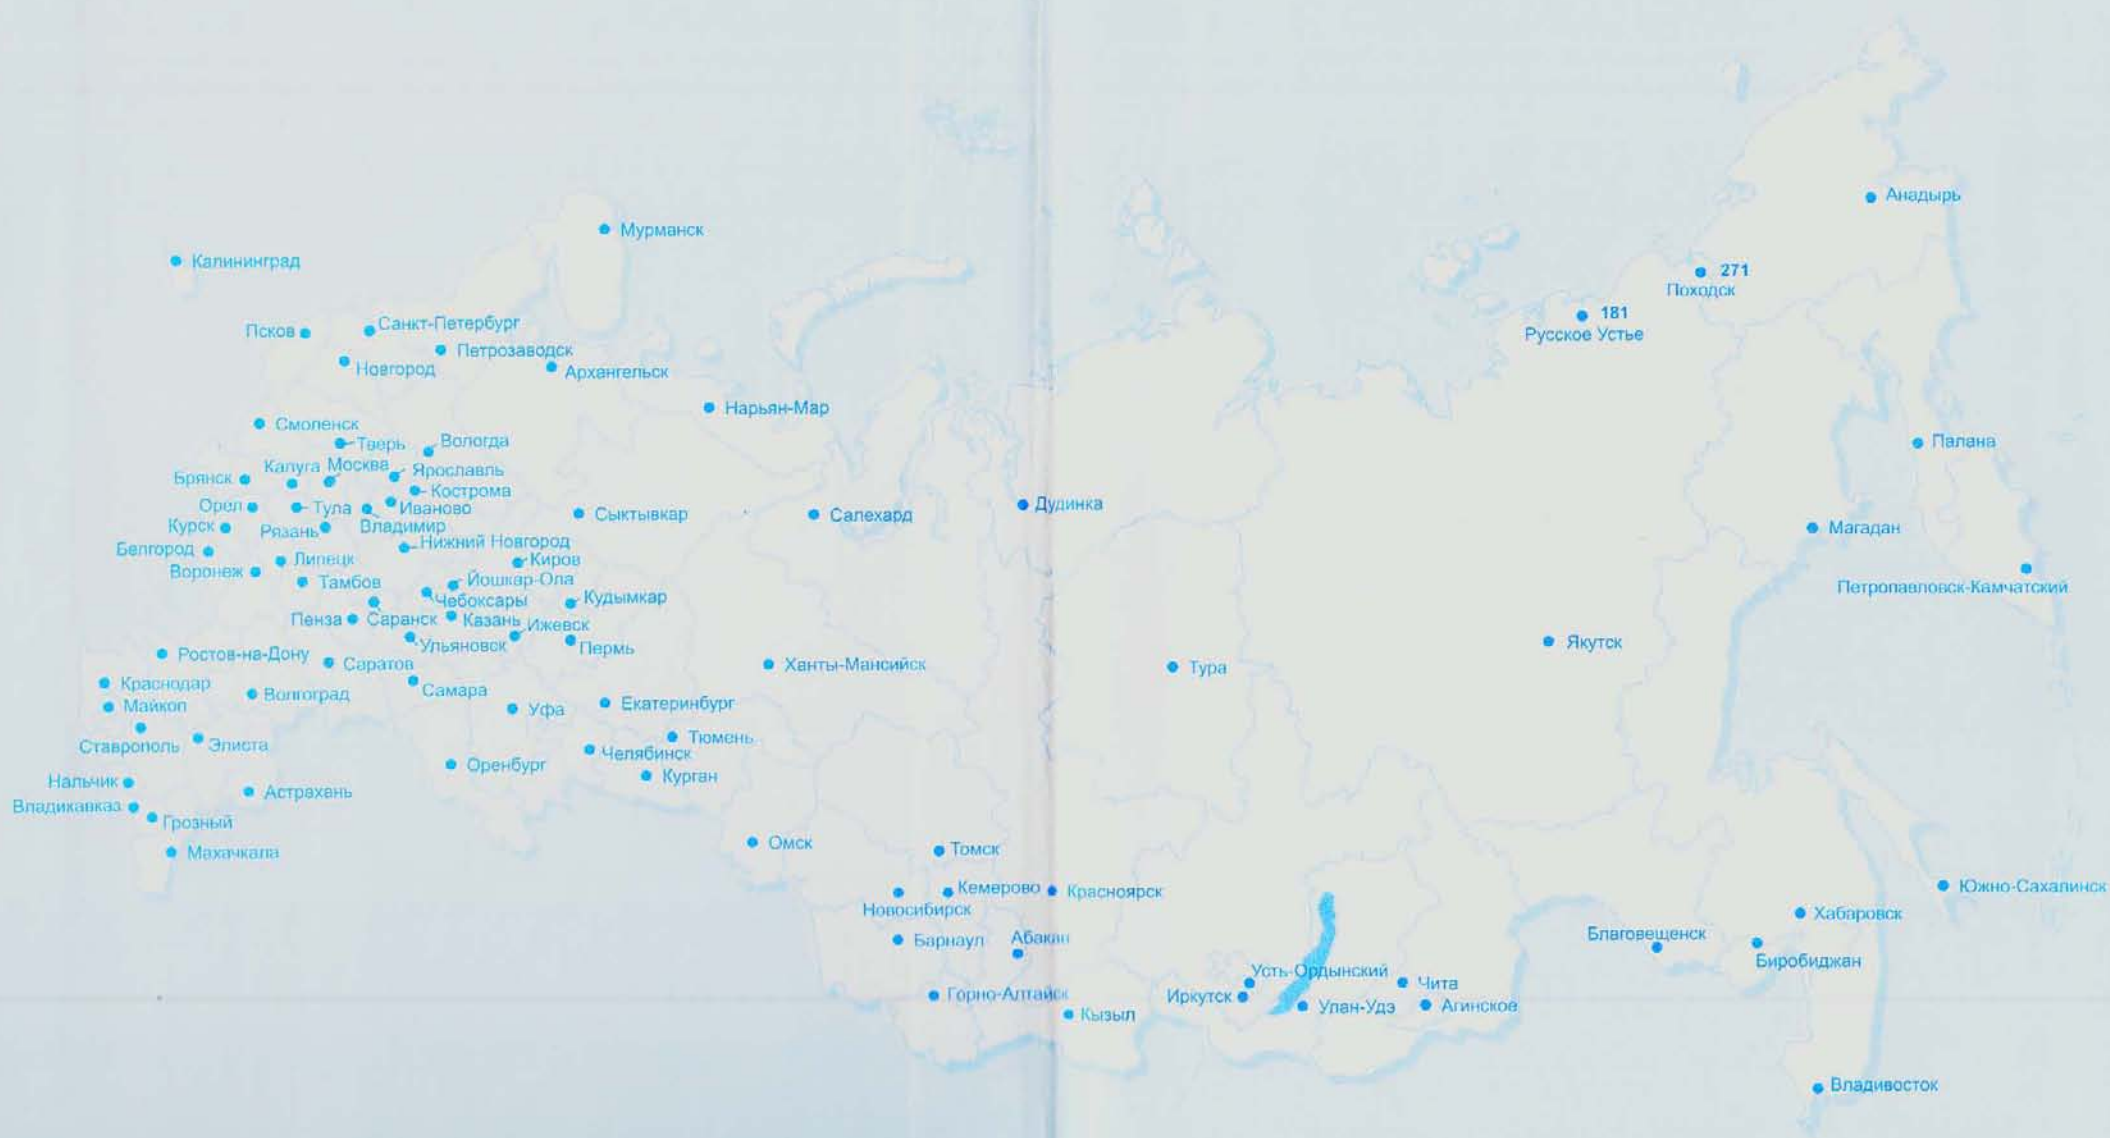 Анадырь
Мурманск
Калининград
271
Походск
181
Русское Устье
Санкт-Петербург
Псков
Петрозаводск
Новгород
Архангельск
Нарьян-Мар
Смоленск
Тверь
Вологда
Палана
Калуга
Москва
Ярославль
Брянск
Кострома
Орел
Тула
Иваново
Дудинка
Сыктывкар
Салехард
Курск
Рязань
Владимир
Магадан
Нижний Новгород
Белгород
Липецк
Киров
Воронеж
Тамбов
Йошкар-Ола
Петропавловск-Камчатский
Чебоксары
Кудымкар
Пенза
Саранск
Казань
Ижевск
Ульяновск
Пермь
Якутск
Ростов-на-Дону
Саратов
Ханты-Мансийск
Тура
Краснодар
Волгоград
Самара
Майкоп
Уфа
Екатеринбург
Ставрополь
Элиста
Тюмень
Челябинск
Оренбург
Курган
Нальчик
Астрахань
Владикавказ
Грозный
Омск
Томск
Махачкала
Кемерово
Красноярск
Южно-Сахалинск
Новосибирск
Хабаровск
Барнаул
Абакан
Благовещенск
Биробиджан
Усть-Ордынский
Чита
Горно-Алтайск
Иркутск
Улан-Удэ
Агинское
Кызыл
Владивосток